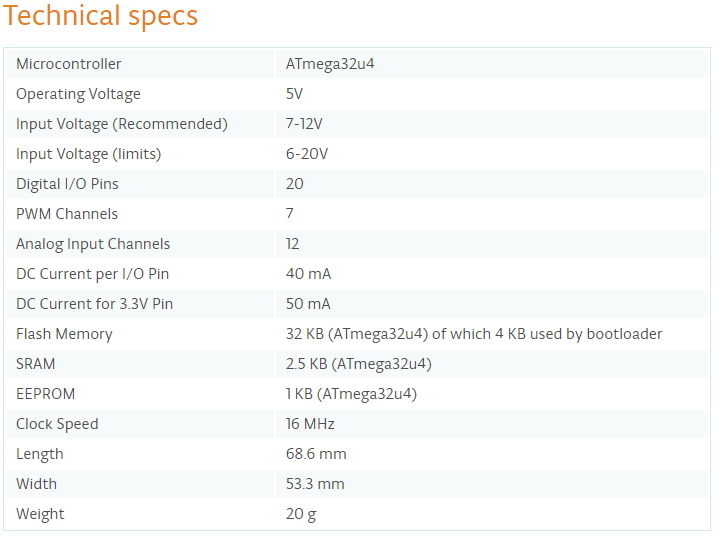 Technical specs
Microcontroller ATmega32u4
Operating Voltage 5V
Input Voltage (Recommended) 7-12V
Input Voltage (limits) 6-20V
Digital I/O Pins 20
PWM Channels 7
Analog Input Channels 12
DC Current per I/O Pin 40 mA
DC Current for 3.3V Pin 50 mA
Flash Memory 32 KB (ATmega32u4) of which 4 KB used by bootloader
SRAM 2.5 KB (ATmega32u4)
EEPROM 1 KB (ATmega32u4)
Clock Speed 16 MHz
Length 68.6 mm
Width 53.3 mm
Weight 20 g